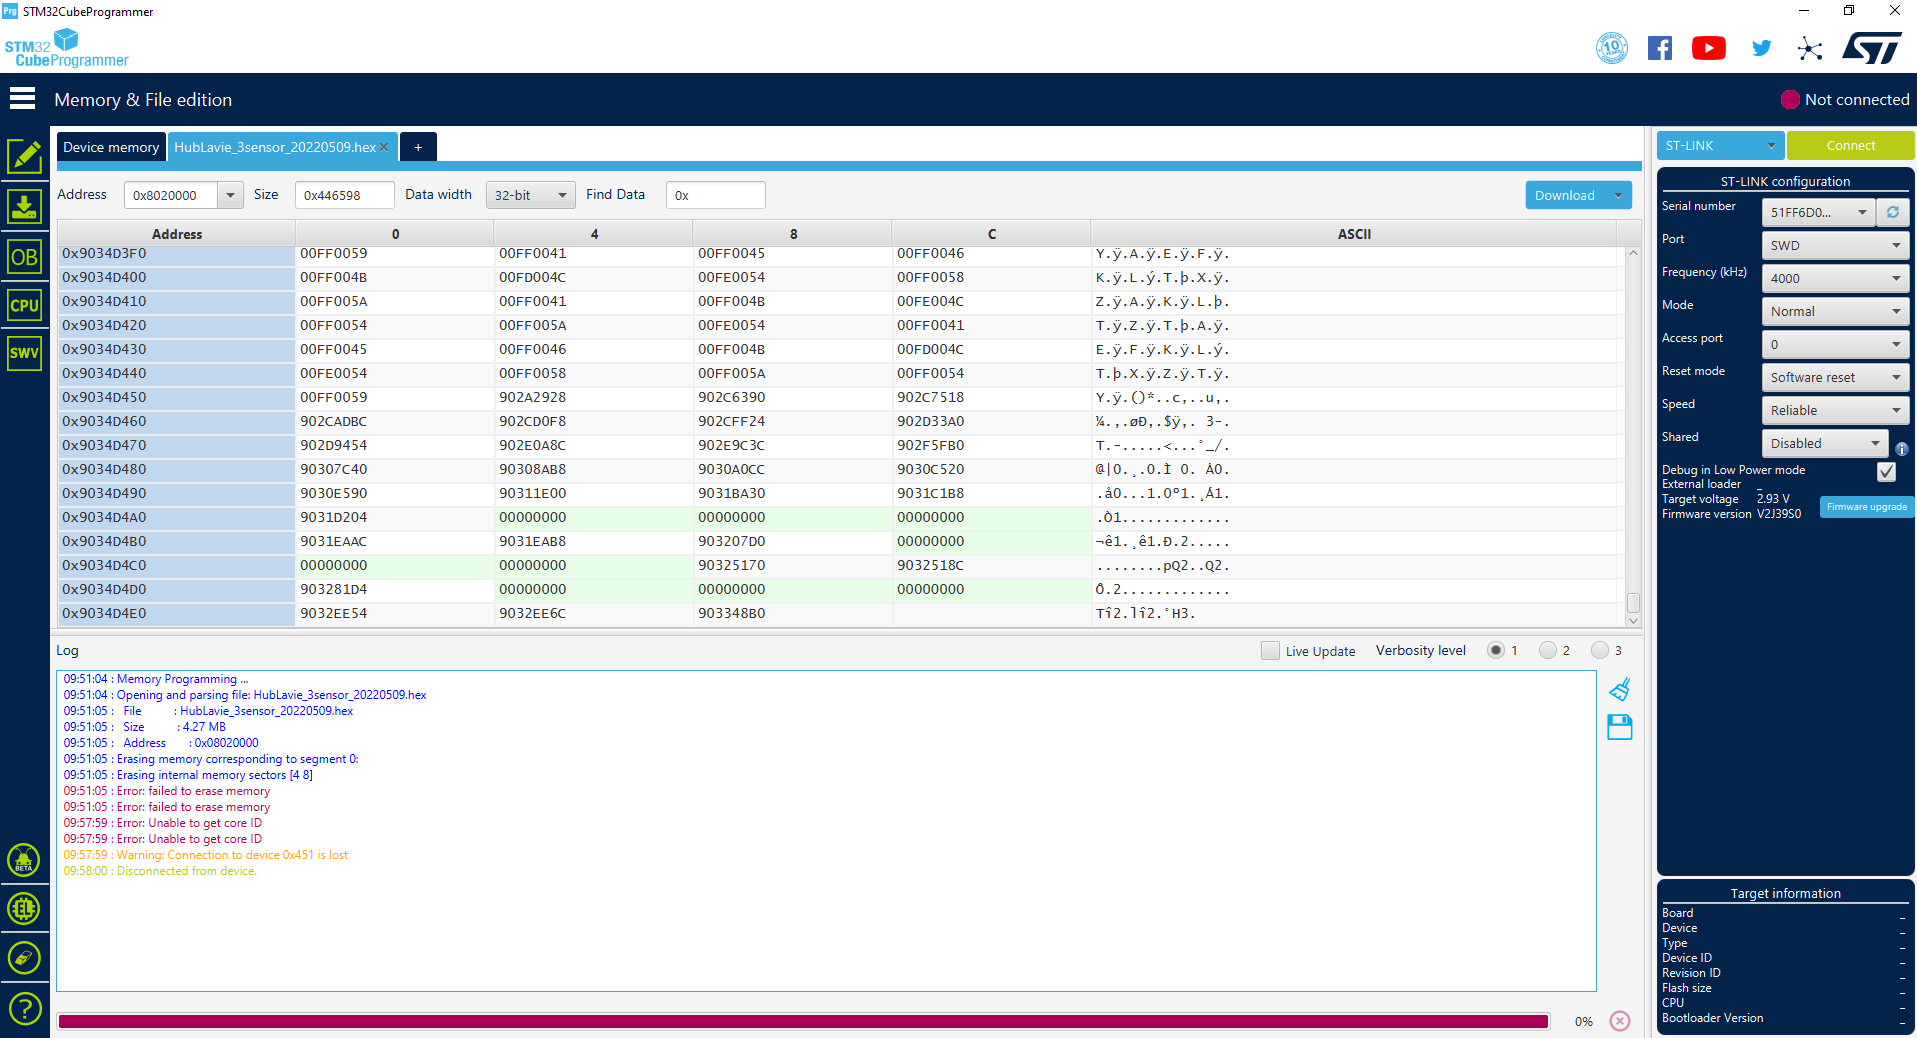 Prg STM32CubeProgrammer
STM32
CubeProgrammer
10
Memory & File edition
Not connected
Device memory HubLavie_3sensor_20220509.hex × +
Address 0x8020000 Size 0x446598 Data width 32-bit Find Data 0x Download
Address 0 4 8 C ASCII
0x9034D3F0 00FF0059 00FF0041 00FF0045 00FF0046 Y.ÿ.A.ÿ.E.ÿ.F.ÿ.
0x9034D400 00FF004B 00FD004C 00FE0054 00FF0058 K.ÿ.L.ý.T.þ.X.ÿ.
0x9034D410 00FF005A 00FF0041 00FF004B 00FE004C Z.ÿ.A.ÿ.K.ÿ.L.þ.
0x9034D420 00FF0054 00FF005A 00FE0054 00FF0041 T.ÿ.Z.ÿ.T.þ.A.ÿ.
0x9034D430 00FF0045 00FF0046 00FF004B 00FD004C E.ÿ.F.ÿ.K.ÿ.L.ý.
0x9034D440 00FE0054 00FF0058 00FF005A 00FF0054 T.þ.X.ÿ.Z.ÿ.T.ÿ.
0x9034D450 00FF0059 902A2928 902C6390 902C7518 Y.ÿ.()*..c,..u,.
0x9034D460 902CADBC 902CD0F8 902CFF24 902D33A0 ¼.,.øÐ,.$ÿ,. 3-.
0x9034D470 902D9454 902E0A8C 902E9C3C 902F5FB0 T.-.....<...°_/.
0x9034D480 90307C40 90308AB8 9030A0CC 9030C520 @|0.¸.0.Ì 0. Å0.
0x9034D490 9030E590 90311E00 9031BA30 9031C1B8 .å0...1.0º1.¸Á1.
0x9034D4A0 9031D204 00000000 00000000 00000000 .Ò1.............
0x9034D4B0 9031EAAC 9031EAB8 903207D0 00000000 ¬ê1.¸ê1.Ð.2.....
0x9034D4C0 00000000 00000000 90325170 9032518C ........pQ2..Q2.
0x9034D4D0 903281D4 00000000 00000000 00000000 Ô.2.............
0x9034D4E0 9032EE54 9032EE6C 903348B0 Tî2.lî2.°H3.
Log Live Update Verbosity level 1 2 3
09:51:04 : Memory Programming ...
09:51:04 : Opening and parsing file: HubLavie_3sensor_20220509.hex
09:51:05 : File : HubLavie_3sensor_20220509.hex
09:51:05 : Size : 4.27 MB
09:51:05 : Address : 0x08020000
09:51:05 : Erasing memory corresponding to segment 0:
09:51:05 : Erasing internal memory sectors [4 8]
09:51:05 : Error: failed to erase memory
09:51:05 : Error: failed to erase memory
09:57:59 : Error: Unable to get core ID
09:57:59 : Error: Unable to get core ID
09:57:59 : Warning: Connection to device 0x451 is lost
09:58:00 : Disconnected from device.
0%
OB
CPU
SWV
BETA
EL
?
ST-LINK Connect
ST-LINK configuration
Serial number 51FF6D0...
Port SWD
Frequency (kHz) 4000
Mode Normal
Access port 0
Reset mode Software reset
Speed Reliable
Shared Disabled
Debug in Low Power mode
External loader _
Target voltage 2.93 V
Firmware version V2J39S0 Firmware upgrade
Target information
Board _
Device _
Type _
Device ID _
Revision ID _
Flash size _
CPU _
Bootloader Version _